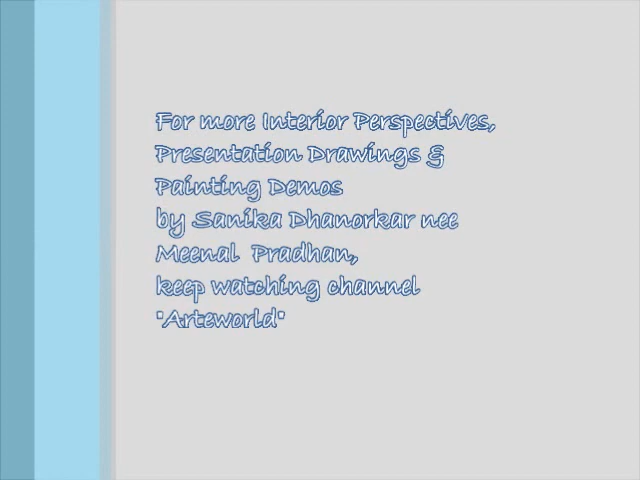 For more Interior Perspectives,
Presentation Drawings &
Painting Demos
by Sanika Dhanorkar nee
Meenal Pradhan,
keep watching channel
"Arteworld"